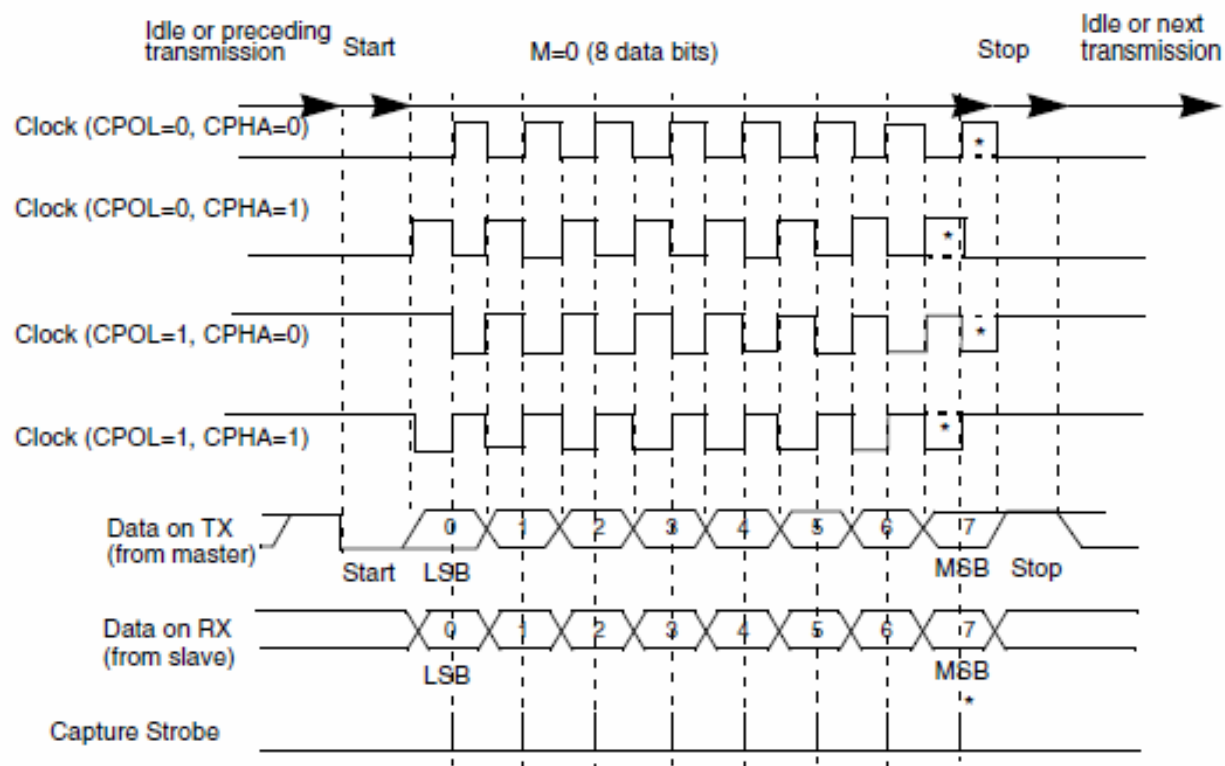 Idle or preceding
transmission
Start
M=0 (8 data bits)
Stop
Idle or next
transmission
Clock (CPOL=0, CPHA=0)
*
Clock (CPOL=0, CPHA=1)
*
Clock (CPOL=1, CPHA=0)
*
Clock (CPOL=1, CPHA=1)
*
Data on TX
(from master)
0 1 2 3 4 5 6 7
Start LSB MSB Stop
Data on RX
(from slave)
0 1 2 3 4 5 6 7
LSB MSB
*
Capture Strobe